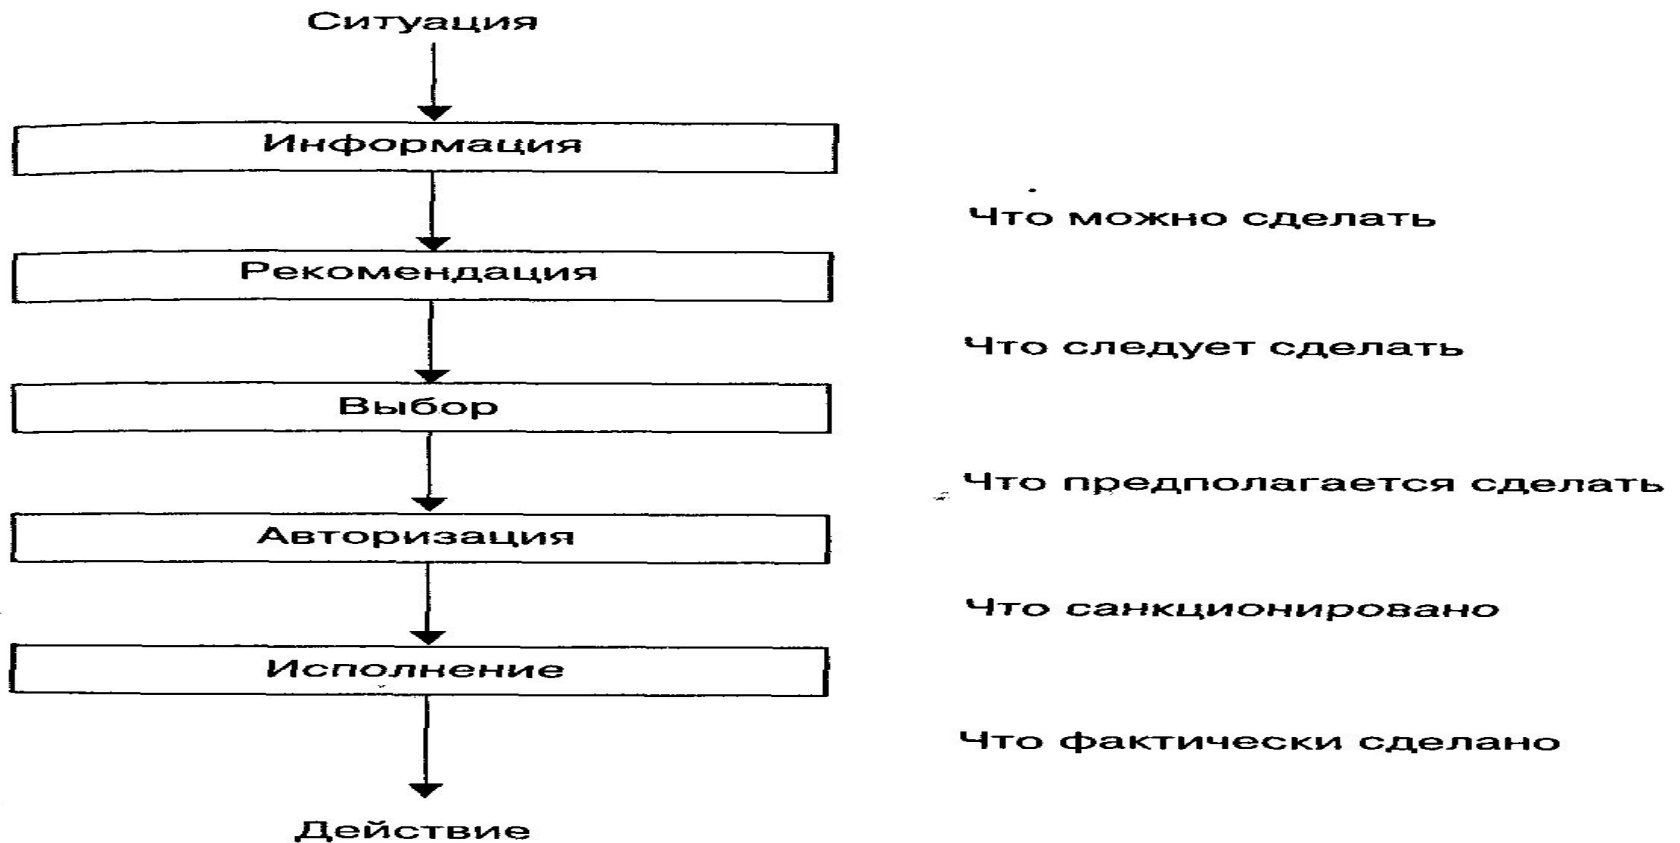 Ситуация
Информация
Что можно сделать
Рекомендация
Что следует сделать
Выбор
Что предполагается сделать
Авторизация
Что санкционировано
Исполнение
Что фактически сделано
Действие